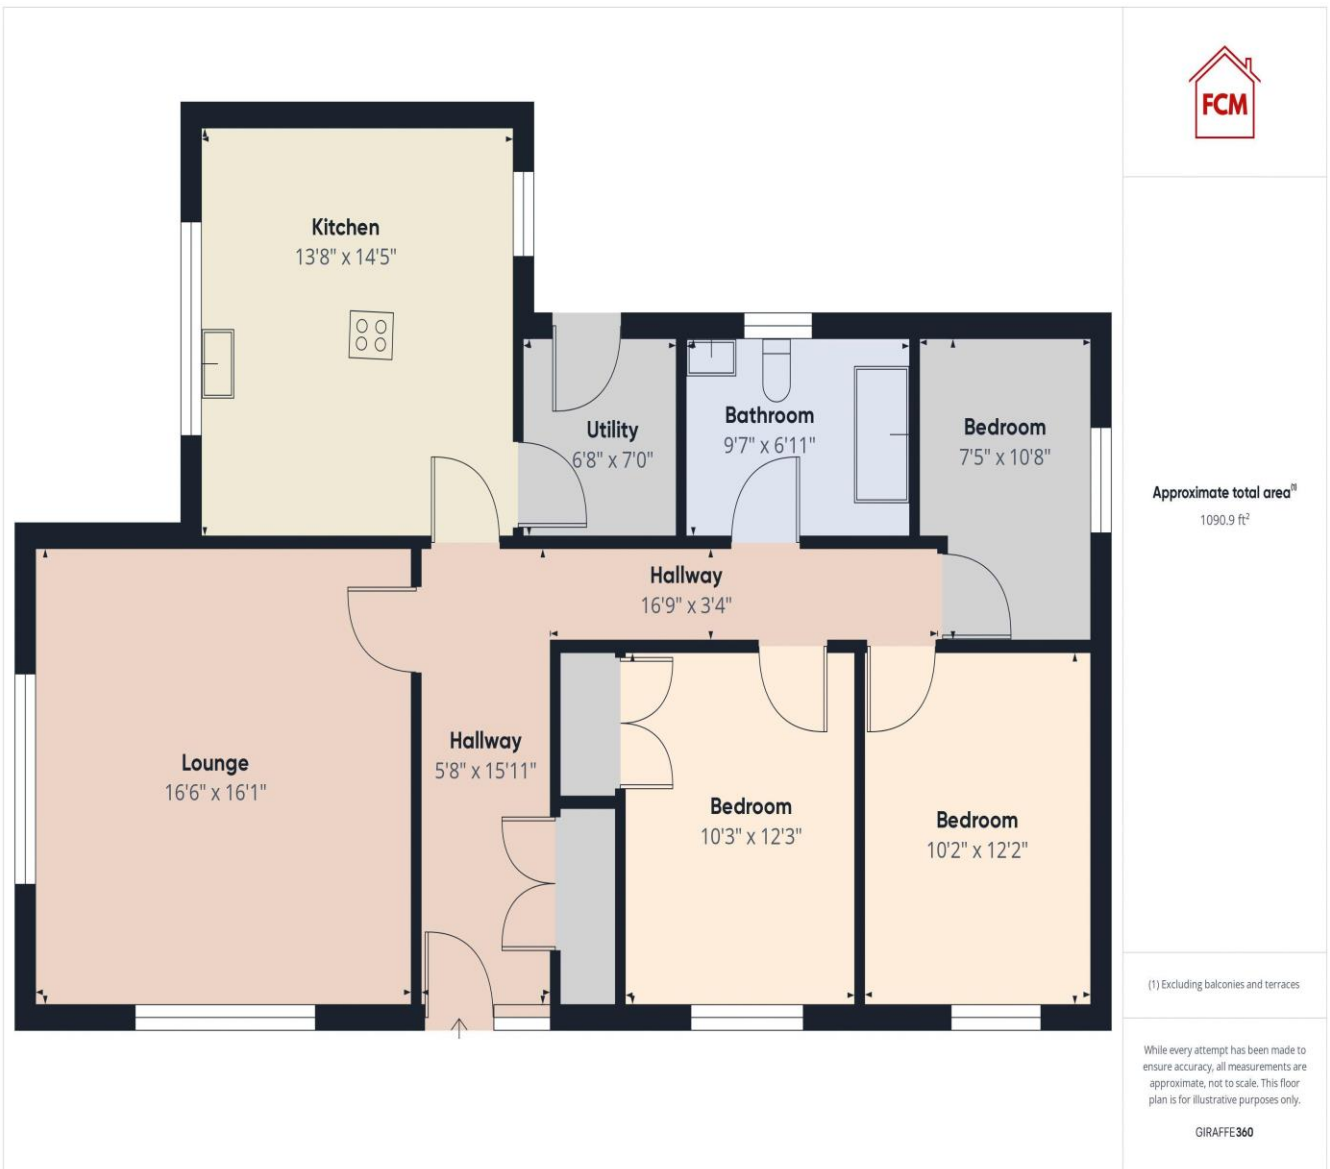 FCM
Kitchen
13'8" x 14'5"
Utility
6'8" x 7'0"
Bathroom
9'7" x 6'11"
Bedroom
7'5" x 10'8"
Hallway
16'9" x 3'4"
Lounge
16'6" x 16'1"
Hallway
5'8" x 15'11"
Bedroom
10'3" x 12'3"
Bedroom
10'2" x 12'2"
Approximate total area⁽¹⁾
1090.9 ft²
(1) Excluding balconies and terraces
While every attempt has been made to
ensure accuracy, all measurements are
approximate, not to scale. This floor
plan is for illustrative purposes only.
GIRAFFE360